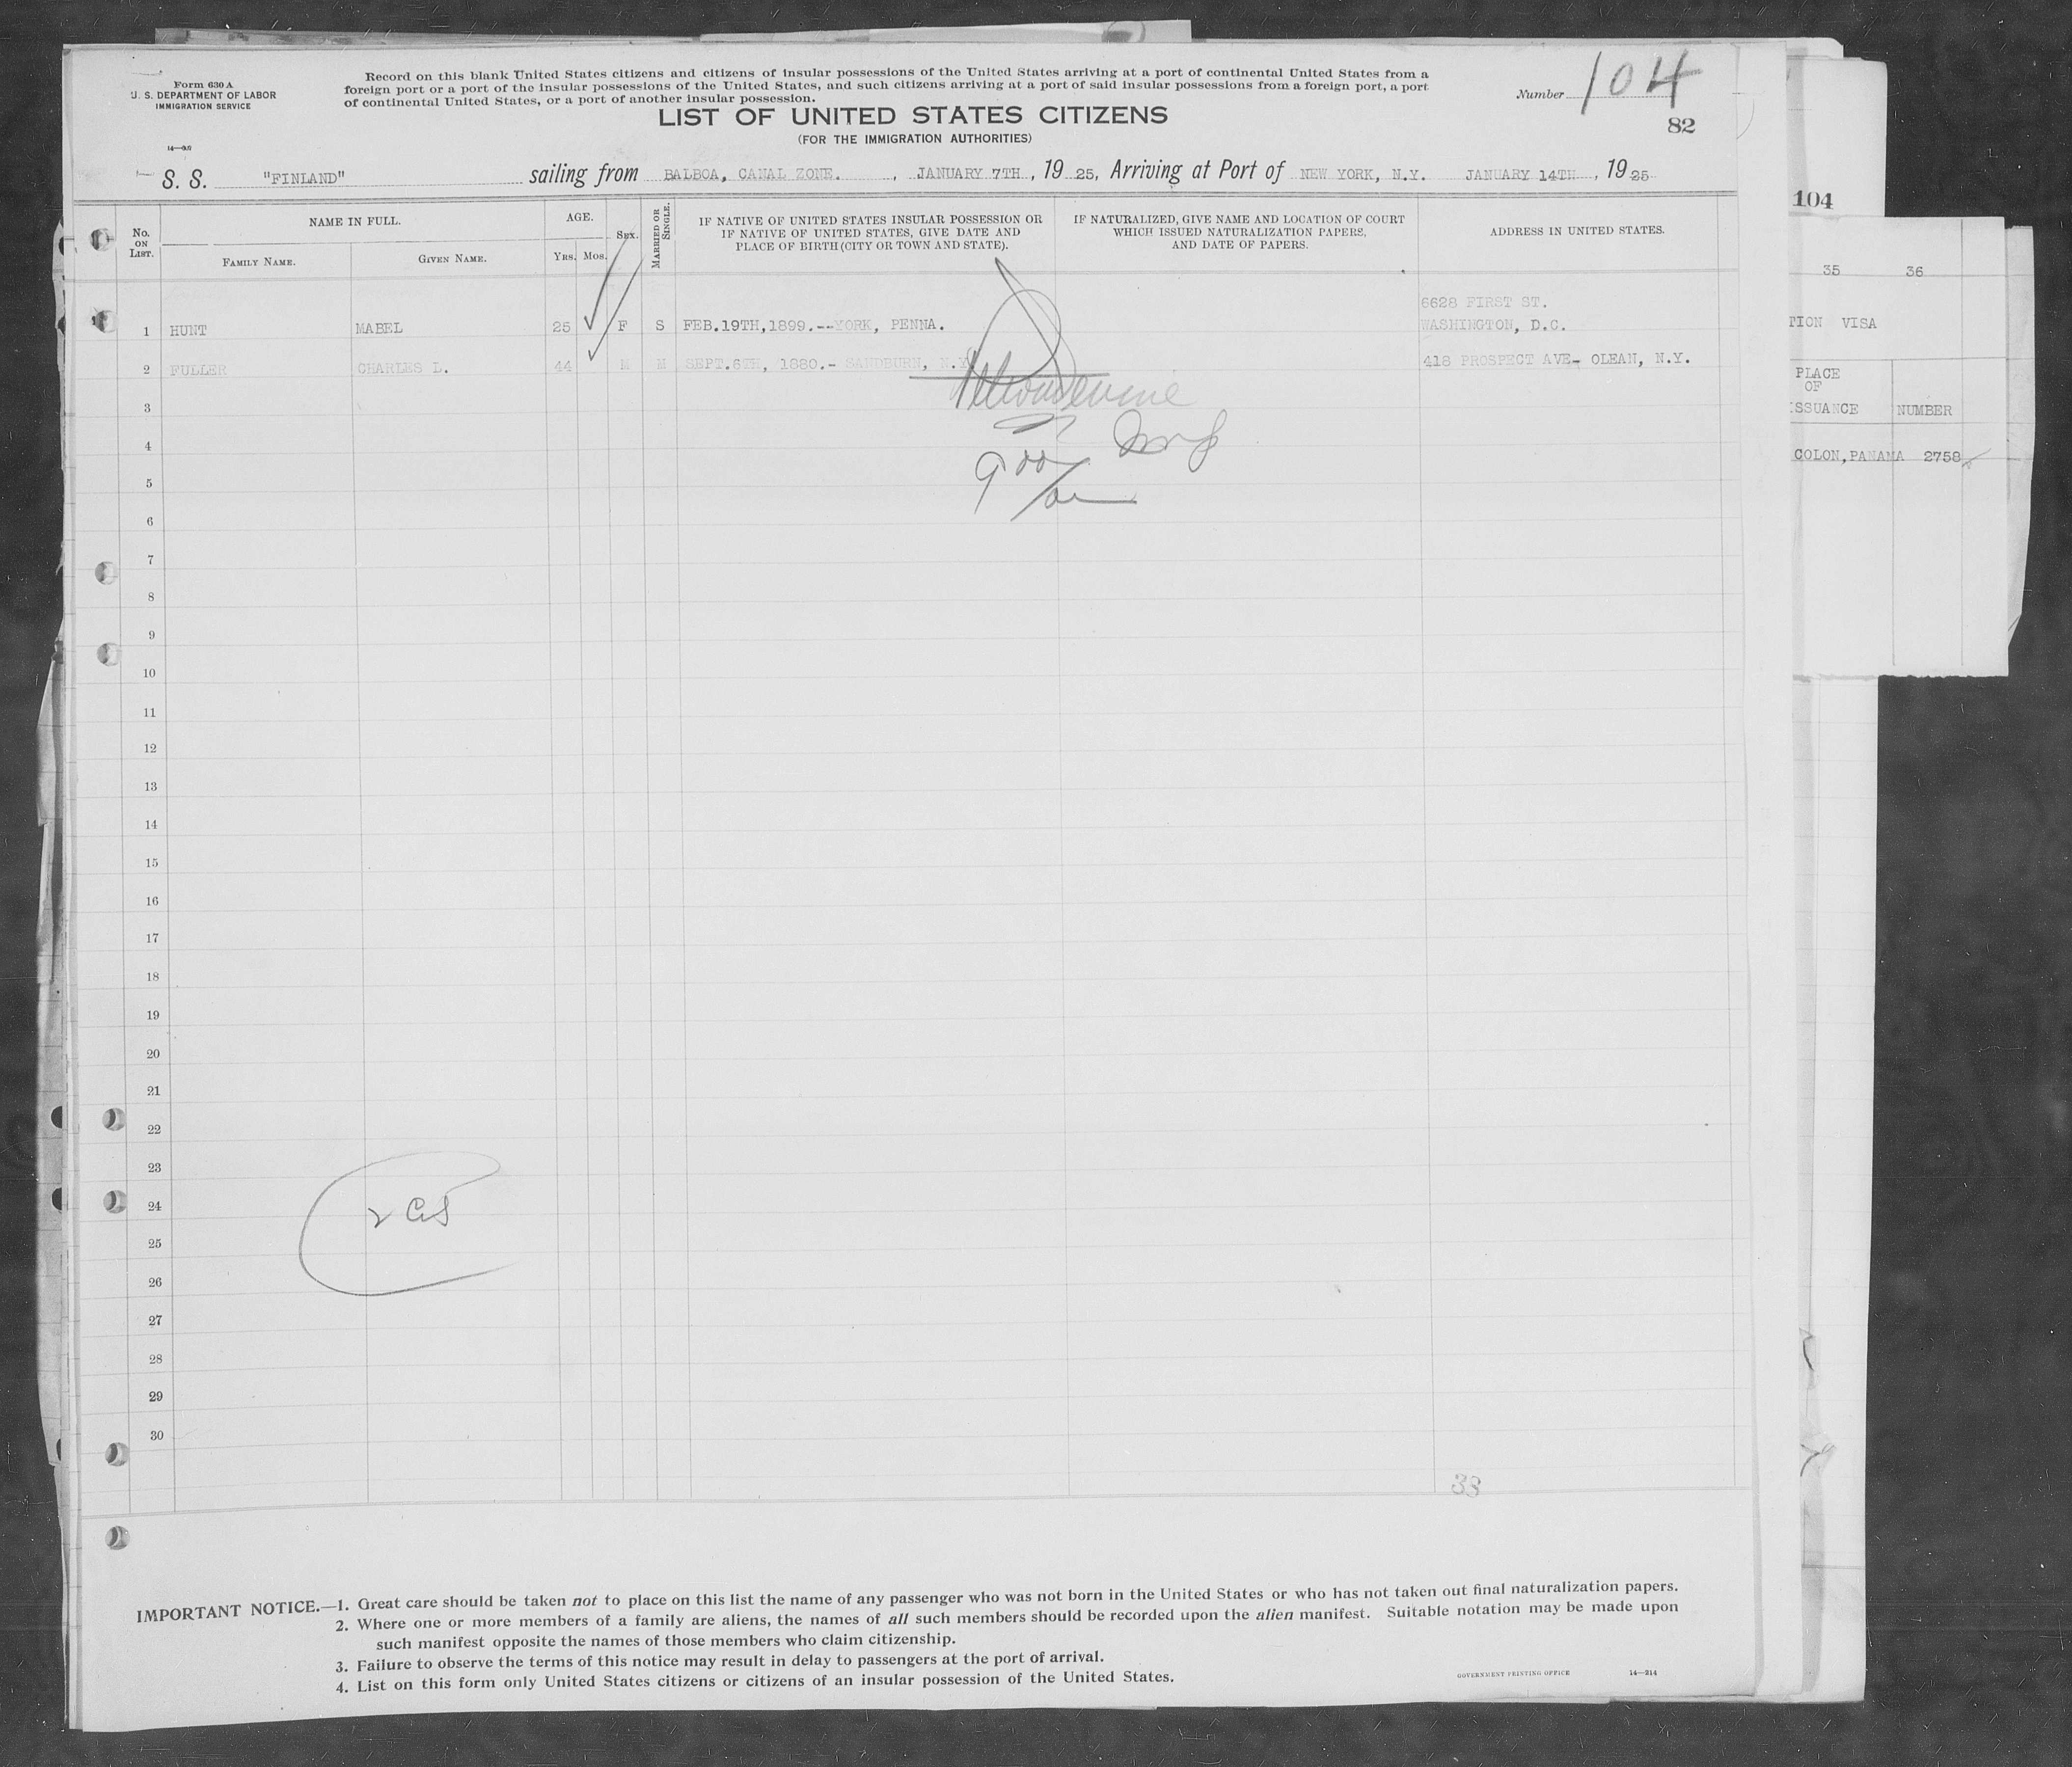 Form 630 A
U. S. DEPARTMENT OF LABOR
IMMIGRATION SERVICE
Record on this blank United States citizens and citizens of insular possessions of the United States arriving at a port of continental United States from a
foreign port or a port of the insular possessions of the United States, and such citizens arriving at a port of said insular possessions from a foreign port, a port
of continental United States, or a port of another insular possession.
Number 104
LIST OF UNITED STATES CITIZENS
82
(FOR THE IMMIGRATION AUTHORITIES)
S. S. "FINLAND" sailing from BALBOA, CANAL ZONE. , JANUARY 7TH , 19 25, Arriving at Port of NEW YORK, N.Y. JANUARY 14TH , 19 25
104
No. ON LIST. NAME IN FULL. AGE. SEX. MARRIED OR SINGLE. IF NATIVE OF UNITED STATES INSULAR POSSESSION OR IF NATIVE OF UNITED STATES, GIVE DATE AND PLACE OF BIRTH (CITY OR TOWN AND STATE). IF NATURALIZED, GIVE NAME AND LOCATION OF COURT WHICH ISSUED NATURALIZATION PAPERS, AND DATE OF PAPERS. ADDRESS IN UNITED STATES.
FAMILY NAME. GIVEN NAME. YRS. MOS.
35 36
6628 FIRST ST.
1 HUNT MABEL 25 F S FEB.19TH,1899.--YORK, PENNA. WASHINGTON, D.C.
TION VISA
2 FULLER CHARLES L. 44 M M SEPT.6TH, 1880.- SANDBURN, N.Y. 418 PROSPECT AVE- OLEAN, N.Y.
PLACE
OF
SSUANCE NUMBER
COLON,PANAMA 2758
3
4
5
6
7
8
9
10
11
12
13
14
15
16
17
18
19
20
21
22
23
24
25
26
27
28
29
30
33
IMPORTANT NOTICE.—1. Great care should be taken not to place on this list the name of any passenger who was not born in the United States or who has not taken out final naturalization papers.
2. Where one or more members of a family are aliens, the names of all such members should be recorded upon the alien manifest. Suitable notation may be made upon
such manifest opposite the names of those members who claim citizenship.
3. Failure to observe the terms of this notice may result in delay to passengers at the port of arrival.
4. List on this form only United States citizens or citizens of an insular possession of the United States.
GOVERNMENT PRINTING OFFICE 14—214